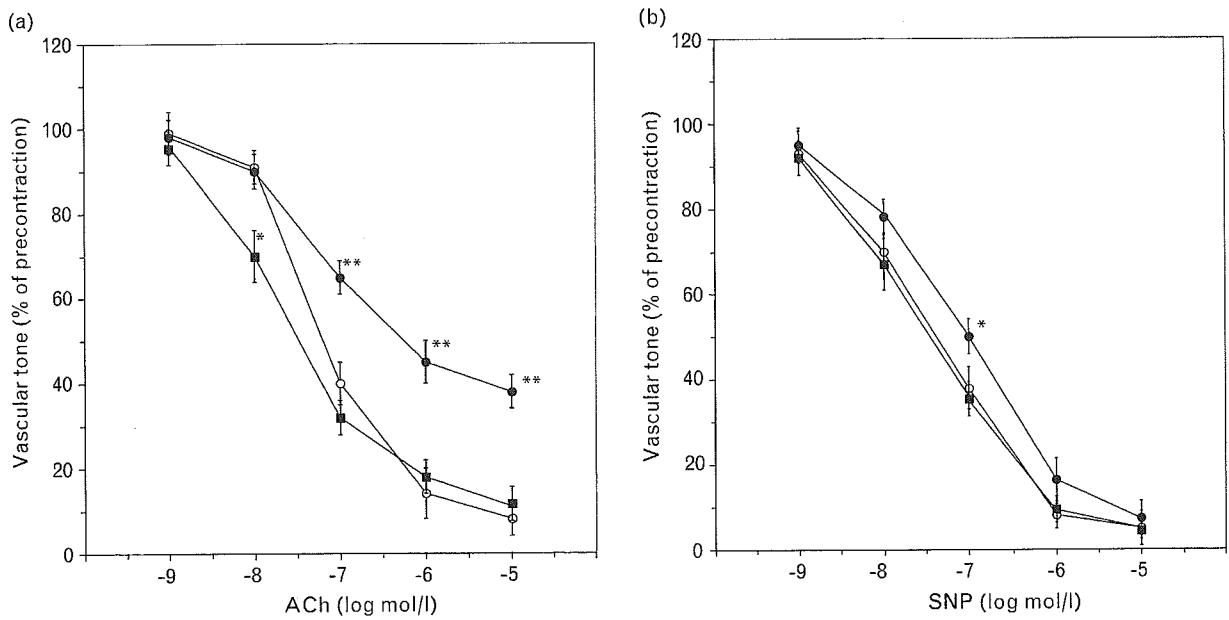 (a)
120
100
80
60
40
20
0
Vascular tone (% of precontraction)
*
**
**
**
-9 -8 -7 -6 -5
ACh (log mol/l)
(b)
120
100
80
60
40
20
0
Vascular tone (% of precontraction)
*
-9 -8 -7 -6 -5
SNP (log mol/l)